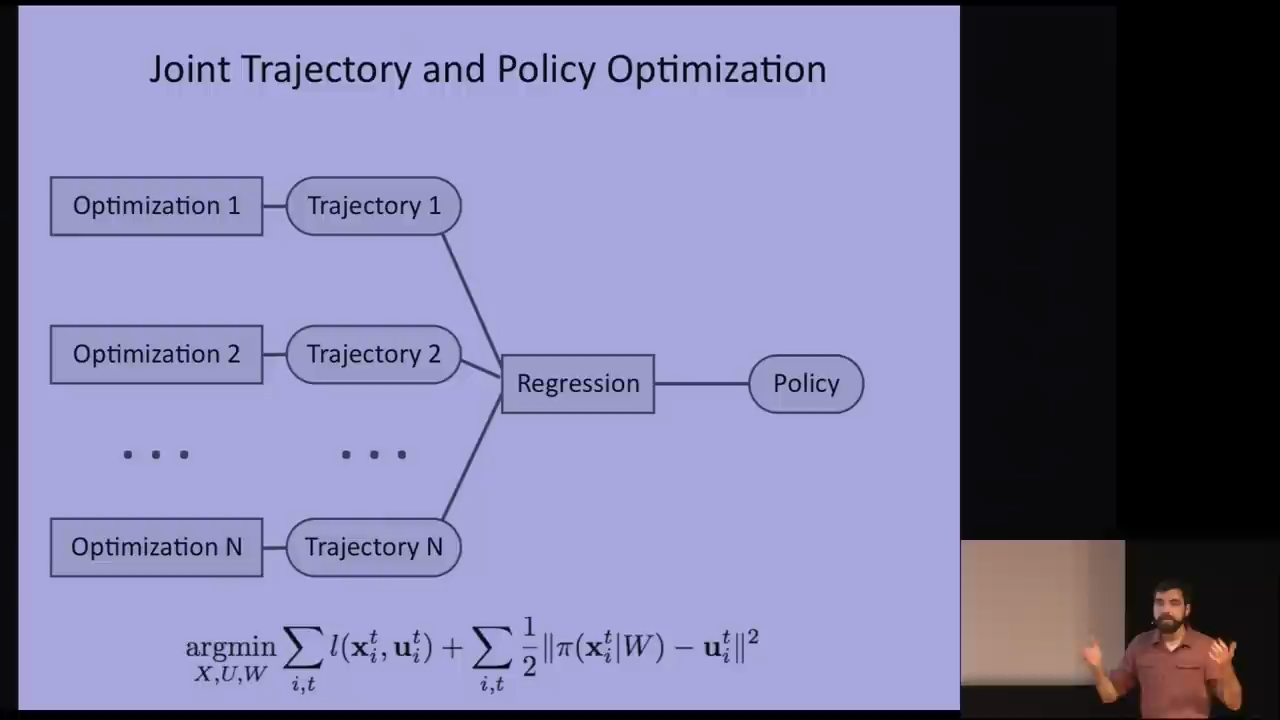 Joint Trajectory and Policy Optimization
Optimization 1
Trajectory 1
Optimization 2
Trajectory 2
Regression
Policy
. . .
. . .
Optimization N
Trajectory N
argmin_{X,U,W} ∑_{i,t} l(𝐱_i^t, 𝐮_i^t) + ∑_{i,t} 1/2 ‖π(𝐱_i^t|W) − 𝐮_i^t‖²